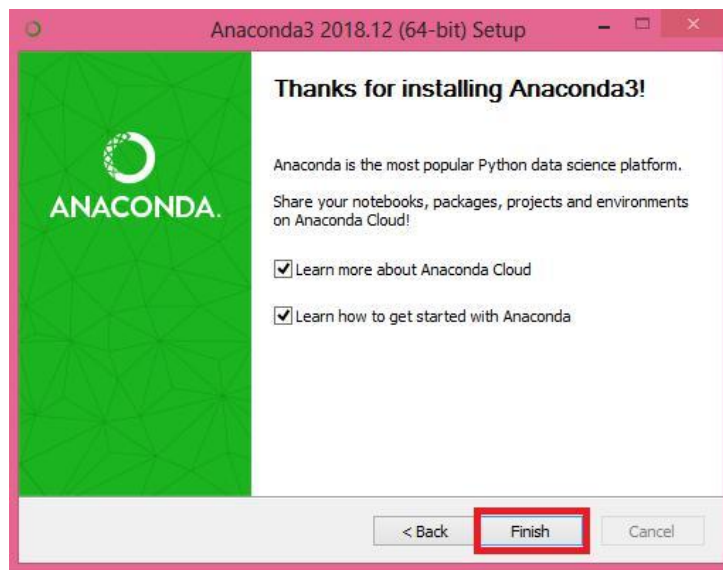 Anaconda3 2018.12 (64-bit) Setup
Thanks for installing Anaconda3!
ANACONDA.
Anaconda is the most popular Python data science platform.
Share your notebooks, packages, projects and environments
on Anaconda Cloud!
Learn more about Anaconda Cloud
Learn how to get started with Anaconda
< Back
Finish
Cancel